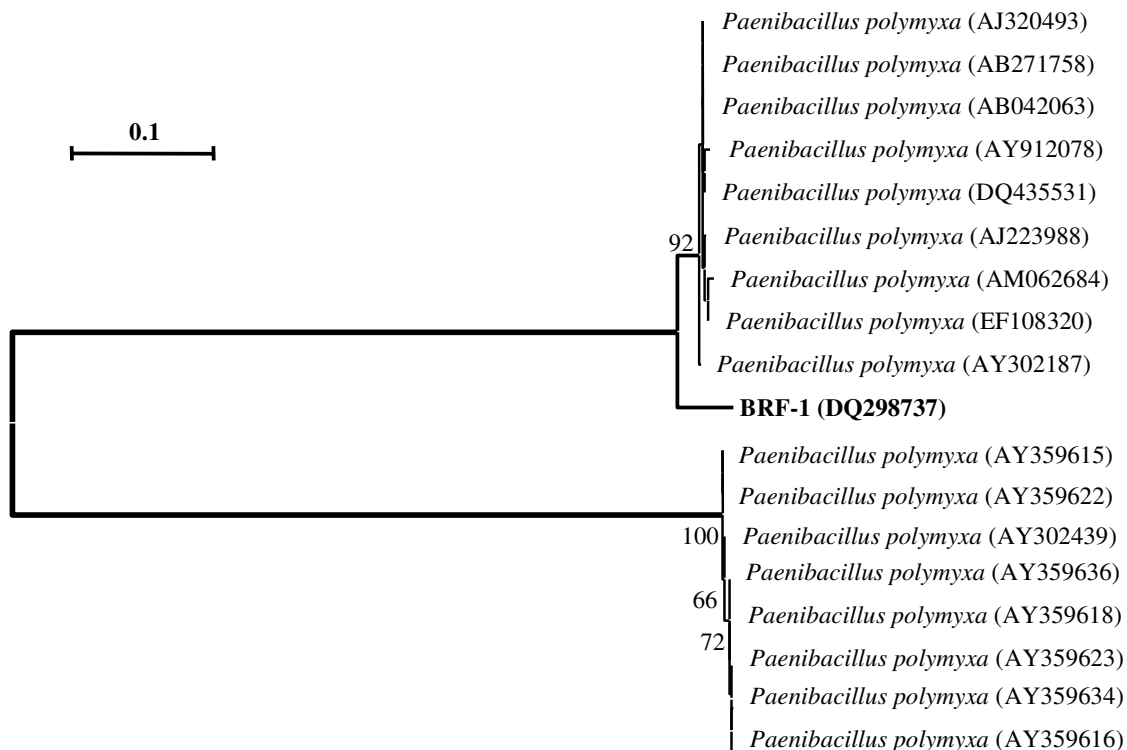 Paenibacillus polymyxa (AJ320493)
Paenibacillus polymyxa (AB271758)
Paenibacillus polymyxa (AB042063)
0.1
Paenibacillus polymyxa (AY912078)
Paenibacillus polymyxa (DQ435531)
Paenibacillus polymyxa (AJ223988)
92
Paenibacillus polymyxa (AM062684)
Paenibacillus polymyxa (EF108320)
Paenibacillus polymyxa (AY302187)
BRF-1 (DQ298737)
Paenibacillus polymyxa (AY359615)
Paenibacillus polymyxa (AY359622)
100
Paenibacillus polymyxa (AY302439)
Paenibacillus polymyxa (AY359636)
66
Paenibacillus polymyxa (AY359618)
72
Paenibacillus polymyxa (AY359623)
Paenibacillus polymyxa (AY359634)
Paenibacillus polymyxa (AY359616)